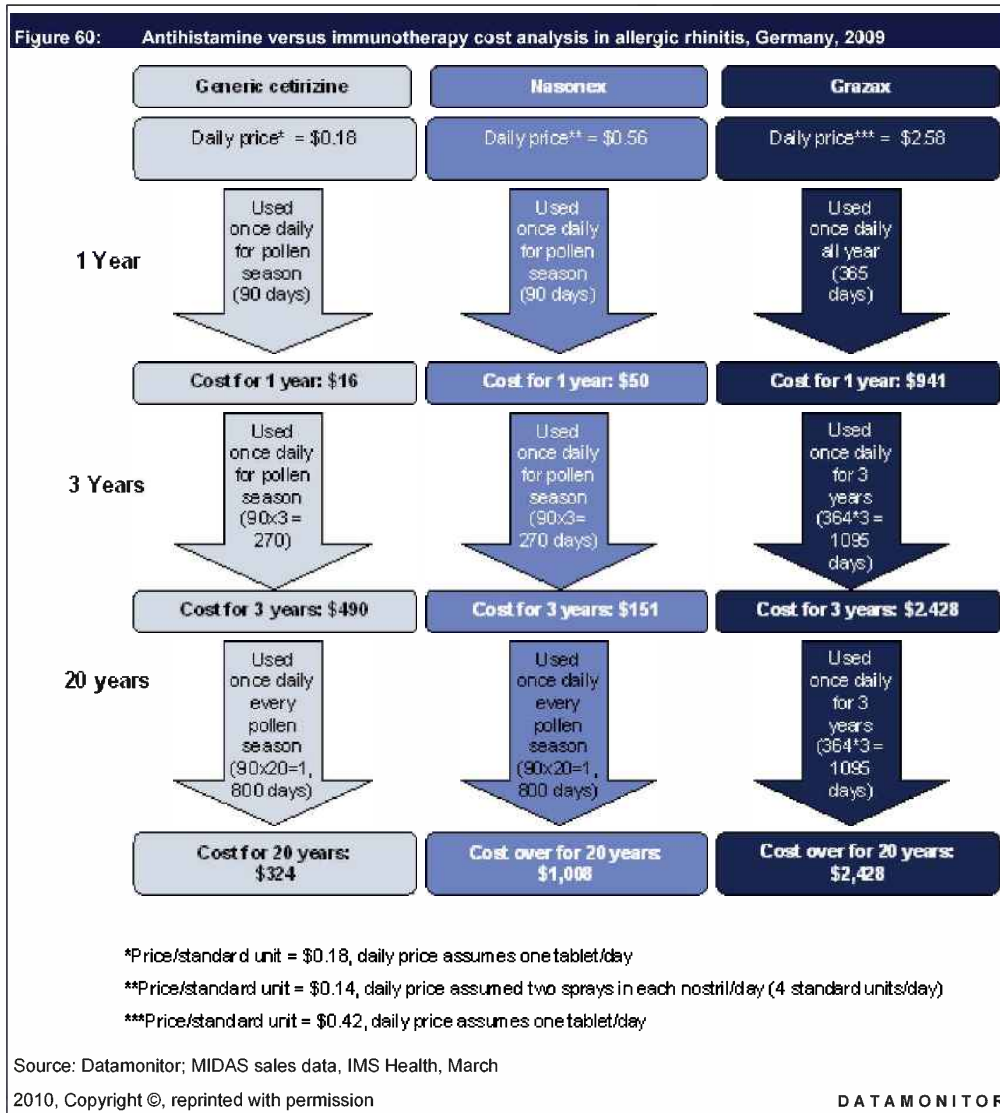 Figure 60: Antihistamine versus immunotherapy cost analysis in allergic rhinitis, Germany, 2009
Generic cetirizine
Nasonex
Grazax
Daily price* = $0.18
Daily price** = $0.56
Daily price*** = $2.58
1 Year
Used
once daily
for pollen
season
(90 days)
Used
once daily
for pollen
season
(90 days)
Used
once daily
all year
(365
days)
Cost for 1 year: $16
Cost for 1 year: $50
Cost for 1 year: $941
3 Years
Used
once daily
for pollen
season
(90x3=
270)
Used
once daily
for pollen
season
(90x3=
270 days)
Used
once daily
for 3
years
(364*3=
1095
days)
Cost for 3 years: $490
Cost for 3 years: $151
Cost for 3 years: $2.428
20 years
Used
once daily
every
pollen
season
(90x20=1,
800 days)
Used
once daily
every
pollen
season
(90x20=1,
800 days)
Used
once daily
for 3
years
(364*3=
1095
days)
Cost for 20 years:
$324
Cost over for 20 years:
$1,008
Cost over for 20 years:
$2,428
*Price/standard unit = $0.18, daily price assumes one tablet/day
**Price/standard unit = $0.14, daily price assumed two sprays in each nostril/day (4 standard units/day)
***Price/standard unit = $0.42, daily price assumes one tablet/day
Source: Datamonitor; MIDAS sales data, IMS Health, March
2010, Copyright ©, reprinted with permission
DATAMONITOR